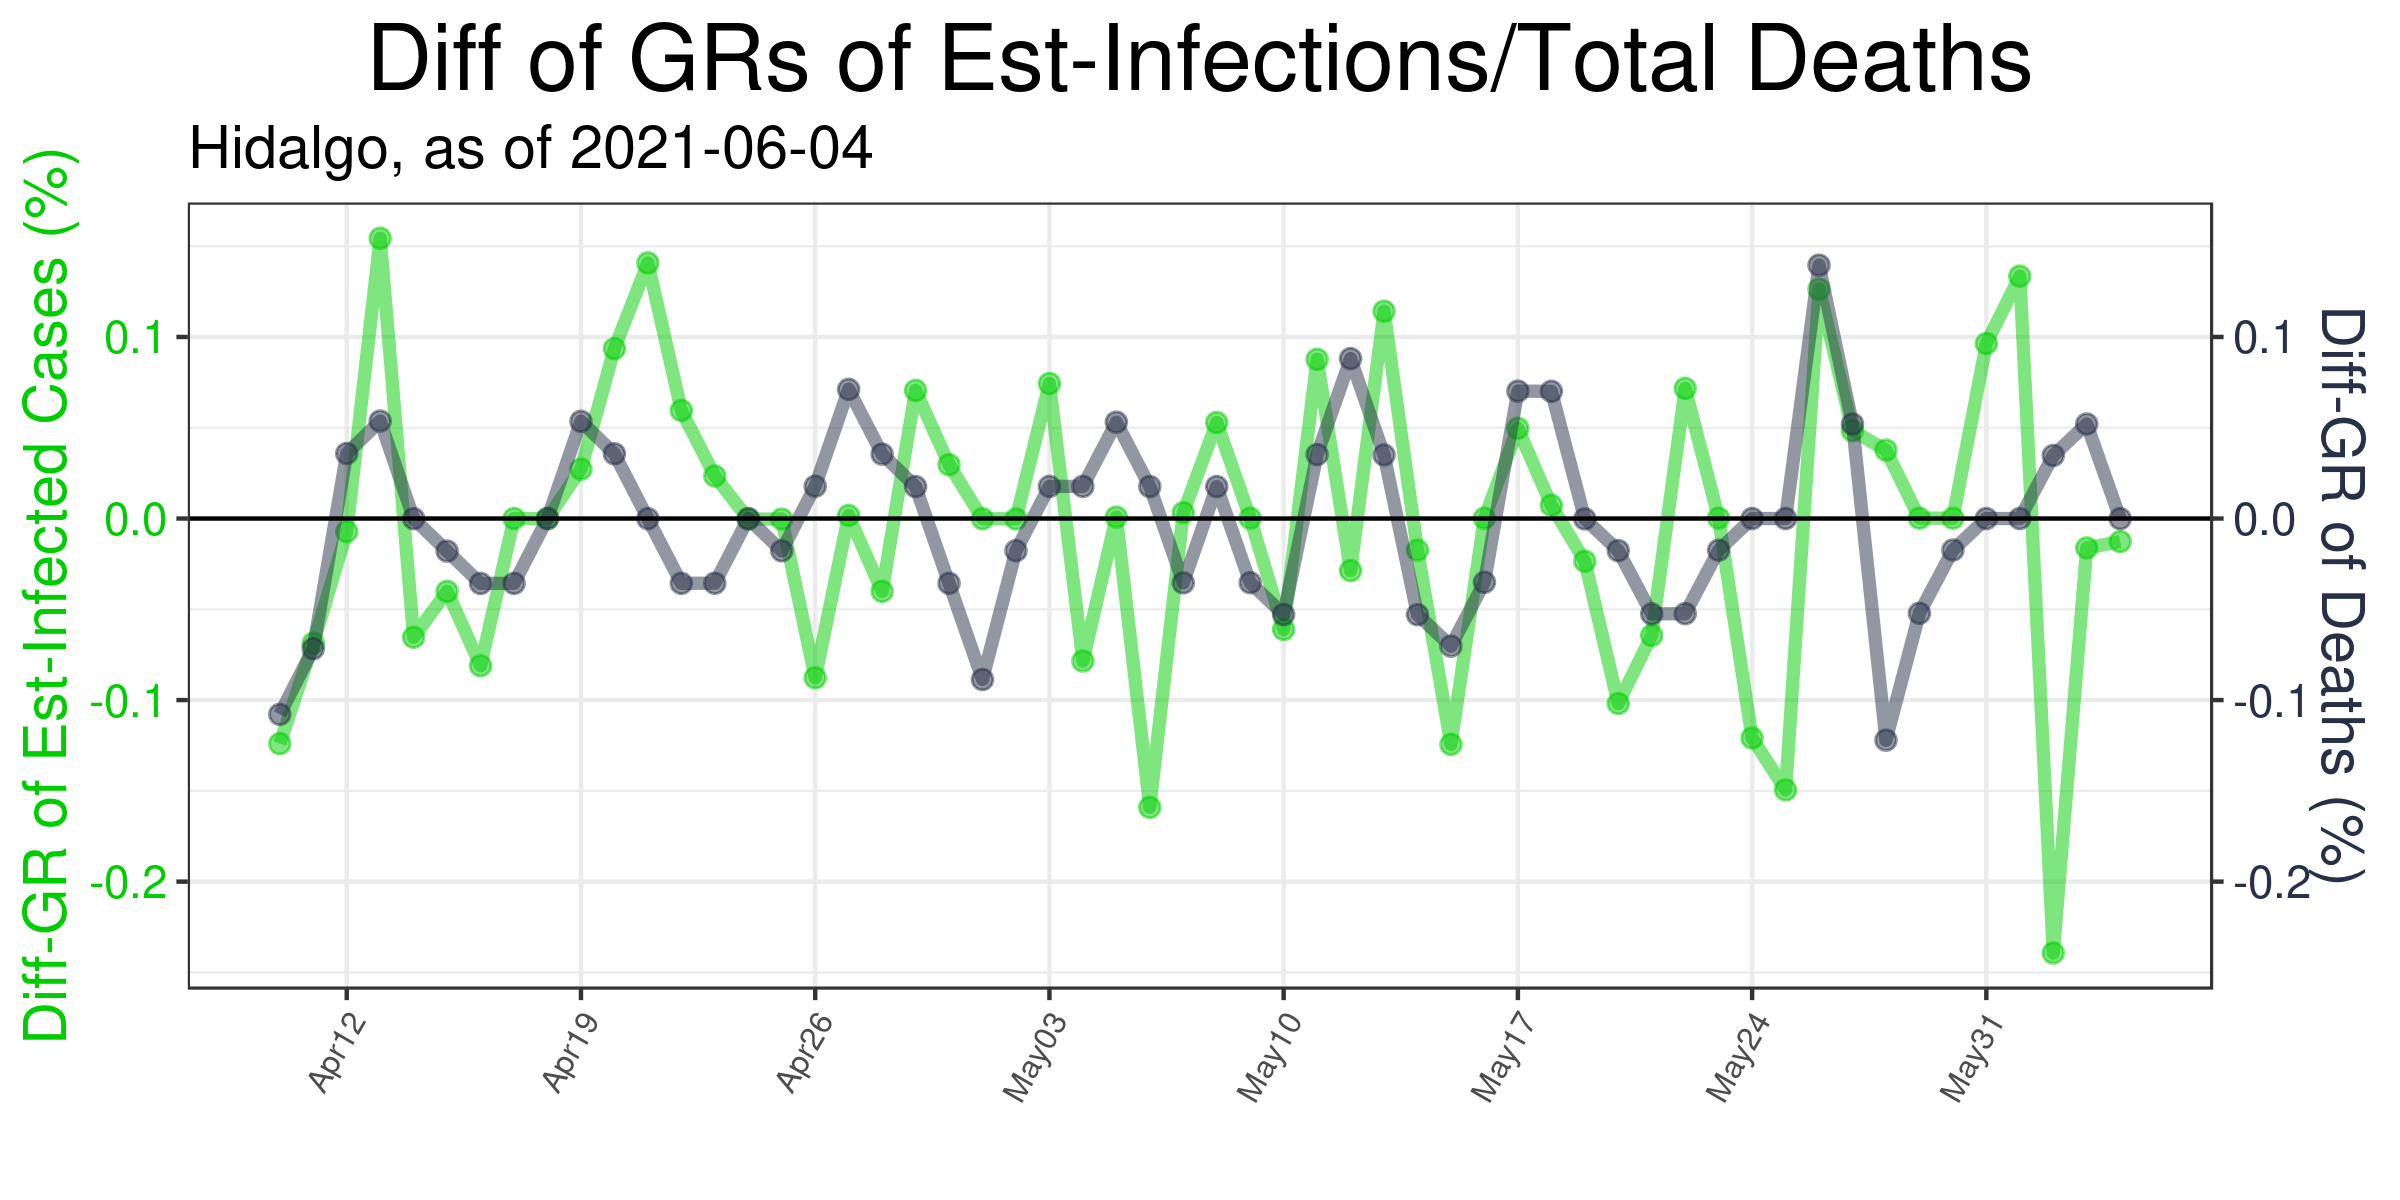 Diff of GRs of Est-Infections/Total Deaths
Hidalgo, as of 2021-06-04
Diff-GR of Est-Infected Cases (%)
0.1
0.0
-0.1
-0.2
0.1
0.0
-0.1
-0.2
Diff-GR of Deaths (%)
Apr12
Apr19
Apr26
May03
May10
May17
May24
May31